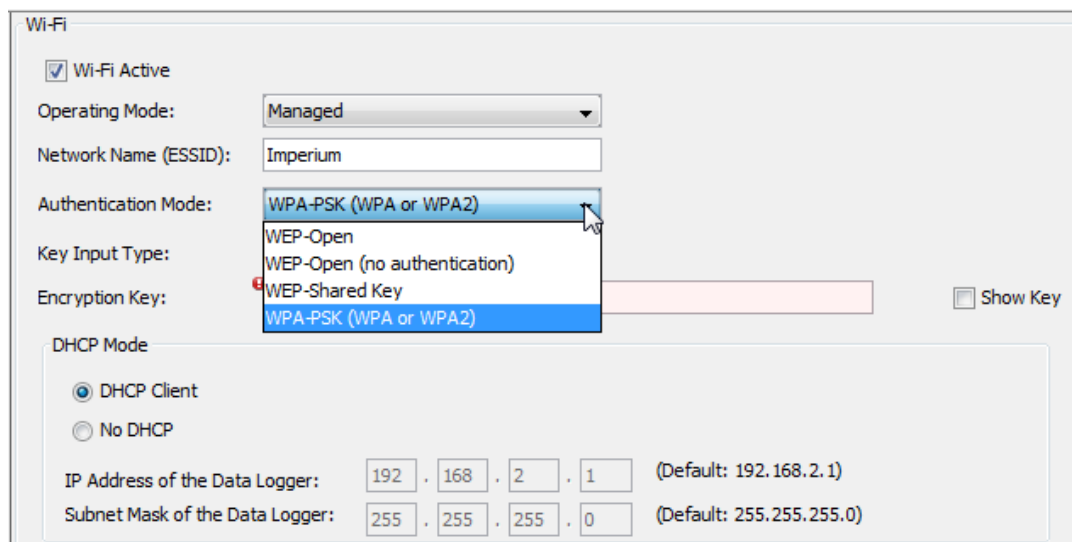 Wi-Fi
Wi-Fi Active
Operating Mode: Managed
Network Name (ESSID): Imperium
Authentication Mode: WPA-PSK (WPA or WPA2)
WEP-Open
WEP-Open (no authentication)
Key Input Type:
WEP-Shared Key
Encryption Key: Show Key
WPA-PSK (WPA or WPA2)
DHCP Mode
DHCP Client
No DHCP
IP Address of the Data Logger: 192 . 168 . 2 . 1 (Default: 192.168.2.1)
Subnet Mask of the Data Logger: 255 . 255 . 255 . 0 (Default: 255.255.255.0)